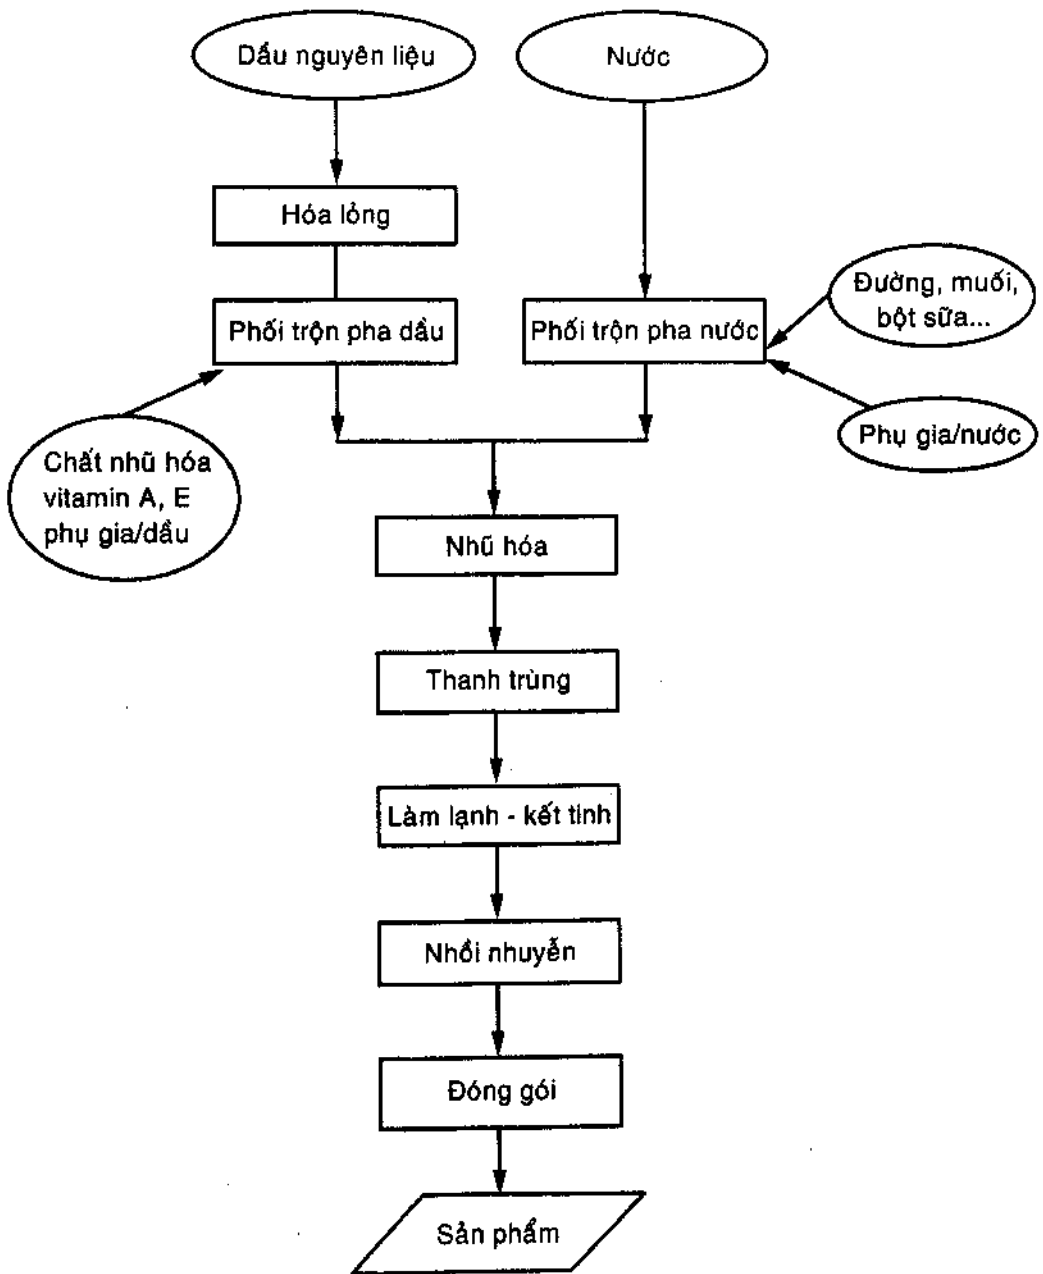 Dầu nguyên liệu
Nước
Hóa lỏng
Đường, muối,
bột sữa...
Phối trộn pha dầu
Phối trộn pha nước
Phụ gia/nước
Chất nhũ hóa
vitamin A, E
phụ gia/dầu
Nhũ hóa
Thanh trùng
Làm lạnh - kết tinh
Nhồi nhuyễn
Đóng gói
Sản phẩm